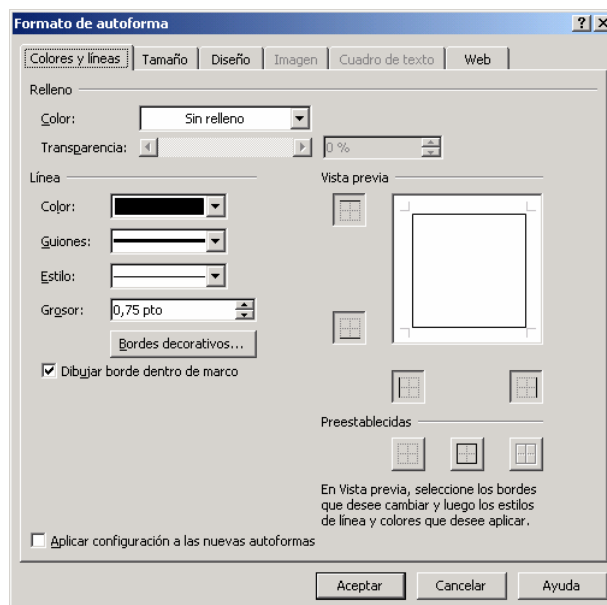 Formato de autoforma
Colores y líneas Tamaño Diseño Imagen Cuadro de texto Web
Relleno
Color: Sin relleno
Transparencia: 0 %
Línea
Color:
Guiones:
Estilo:
Grosor: 0,75 pto
Bordes decorativos...
Dibujar borde dentro de marco
Vista previa
Preestablecidas
En Vista previa, seleccione los bordes
que desee cambiar y luego los estilos
de línea y colores que desee aplicar.
Aplicar configuración a las nuevas autoformas
Aceptar Cancelar Ayuda